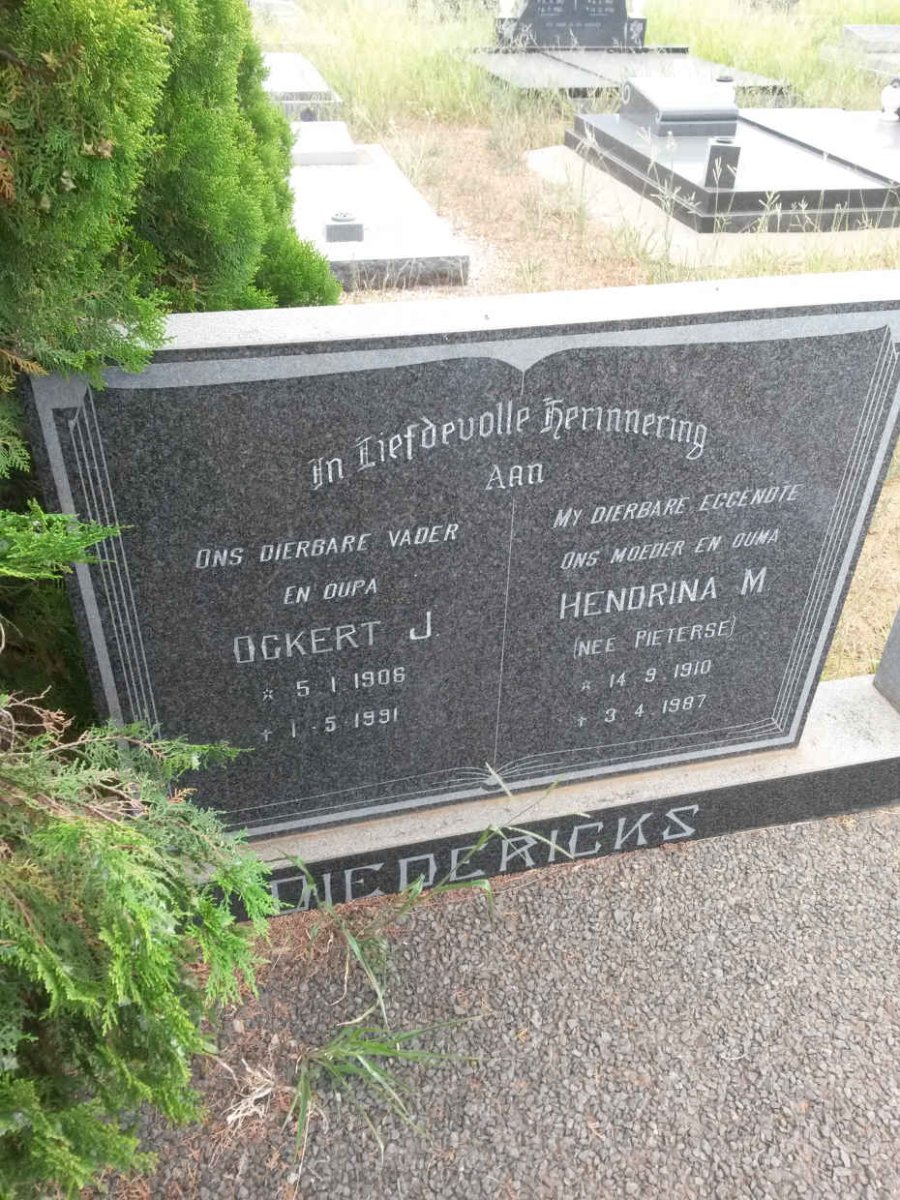 In Liefdevolle Herinnering
Aan
ONS DIERBARE VADER
EN OUPA
OCKERT J.
* 5.1.1906
† 1.5.1991
MY DIERBARE EGGENOTE
ONS MOEDER EN OUMA
HENDRINA M
(NEE PIETERSE)
* 14.9.1910
† 3.4.1987
DIEDERICKS